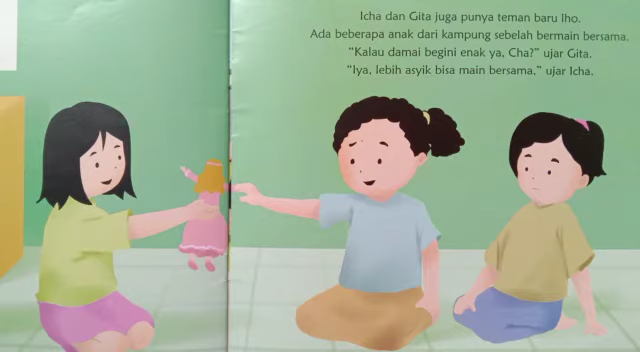 Icha dan Gita juga punya teman baru lho.
Ada beberapa anak dari kampung sebelah bermain bersama.
"Kalau damai begini enak ya, Cha?" ujar Gita.
"Iya, lebih asyik bisa main bersama," ujar Icha.